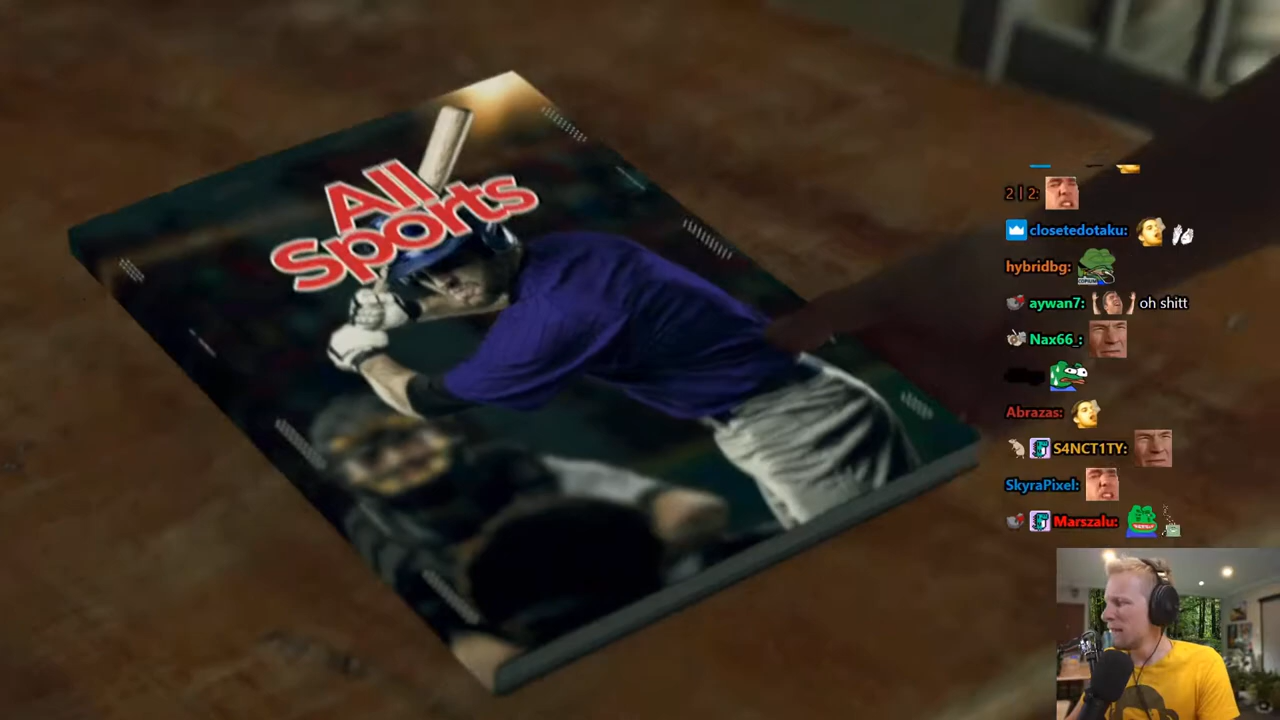 All
Sports
2 | 2:
closetedotaku:
hybridbg:
aywan7: oh shitt
Nax66_:
Abrazas:
S4NCT1TY:
SkyraPixel:
Marszalu: